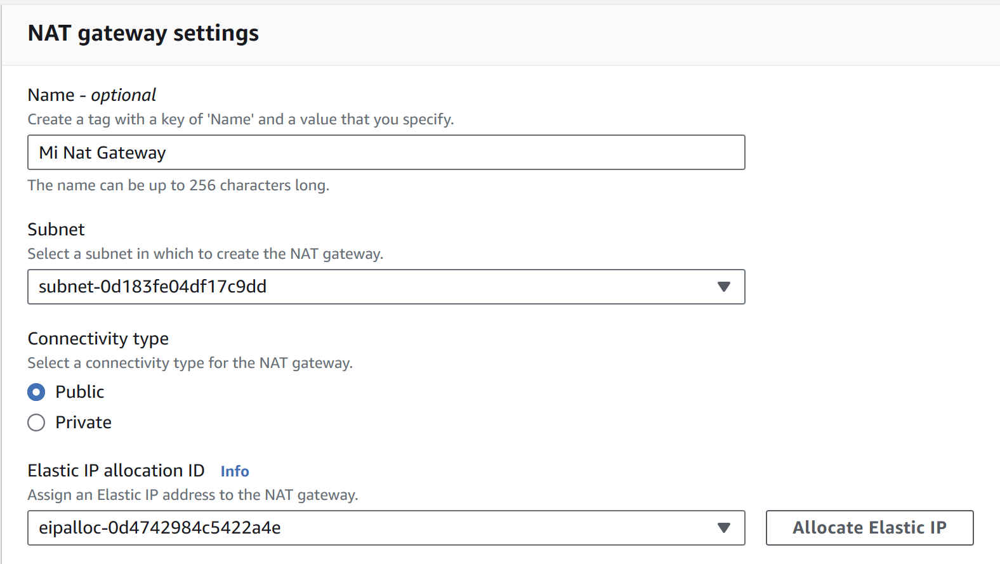 NAT gateway settings
Name - optional
Create a tag with a key of 'Name' and a value that you specify.
Mi Nat Gateway
The name can be up to 256 characters long.
Subnet
Select a subnet in which to create the NAT gateway.
subnet-0d183fe04df17c9dd
Connectivity type
Select a connectivity type for the NAT gateway.
Public
Private
Elastic IP allocation ID Info
Assign an Elastic IP address to the NAT gateway.
eipalloc-0d4742984c5422a4e
Allocate Elastic IP